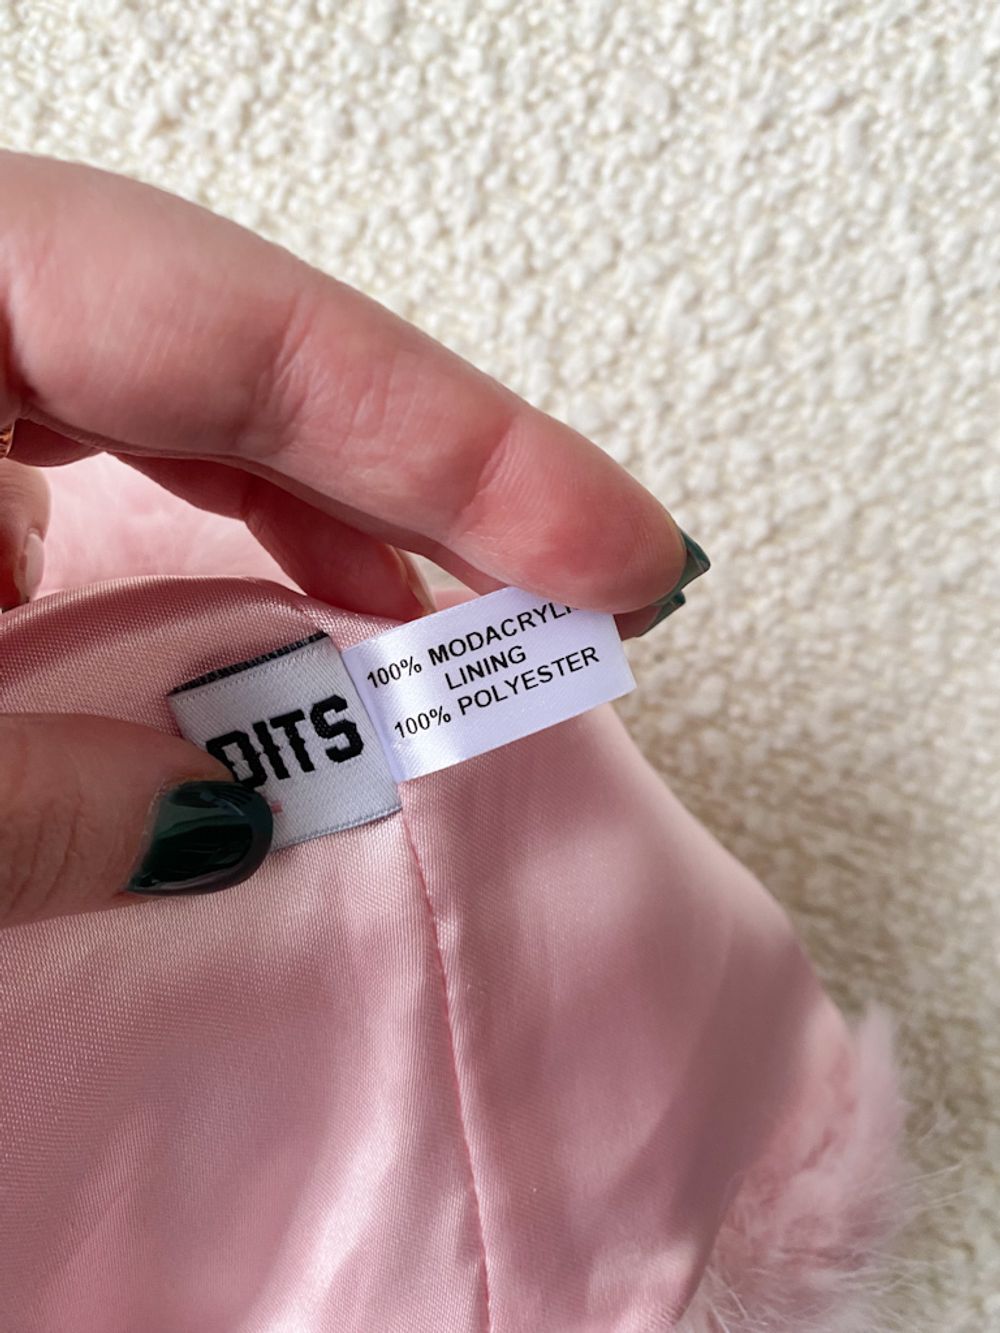 DITS
100% MODACRYLI
LINING
100% POLYESTER